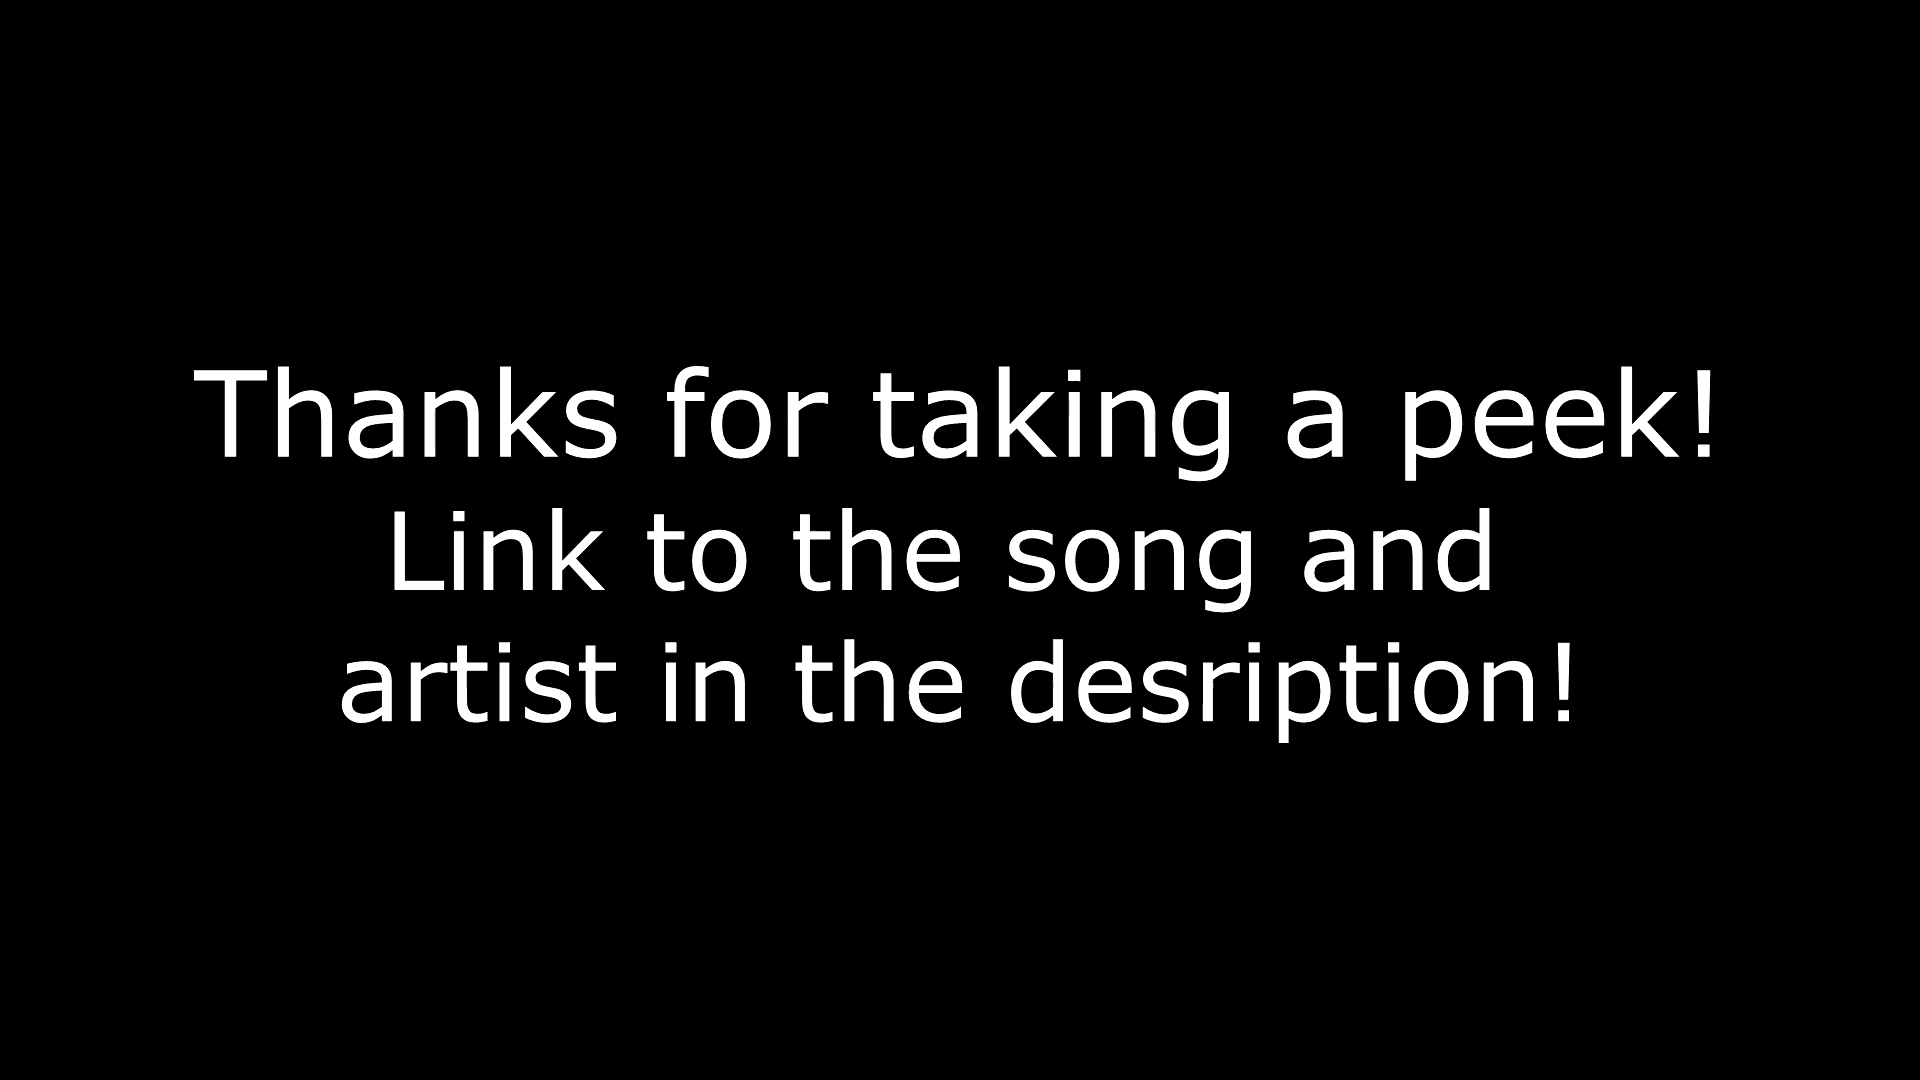 Thanks for taking a peek!
Link to the song and
artist in the desription!